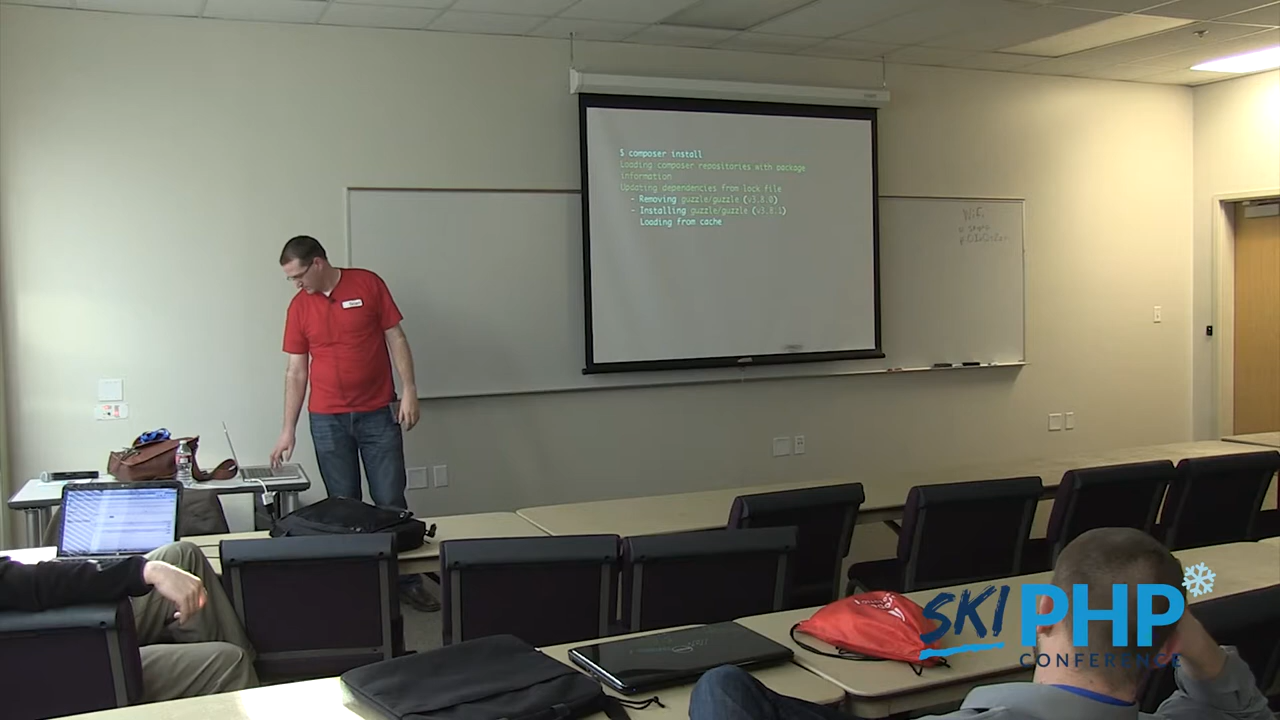 $ composer install
Loading composer repositories with package
information
Updating dependencies from lock file
- Removing guzzle/guzzle (v3.8.0)
- Installing guzzle/guzzle (v3.8.1)
Loading from cache
WiFi
SKI PHP
CONFERENCE